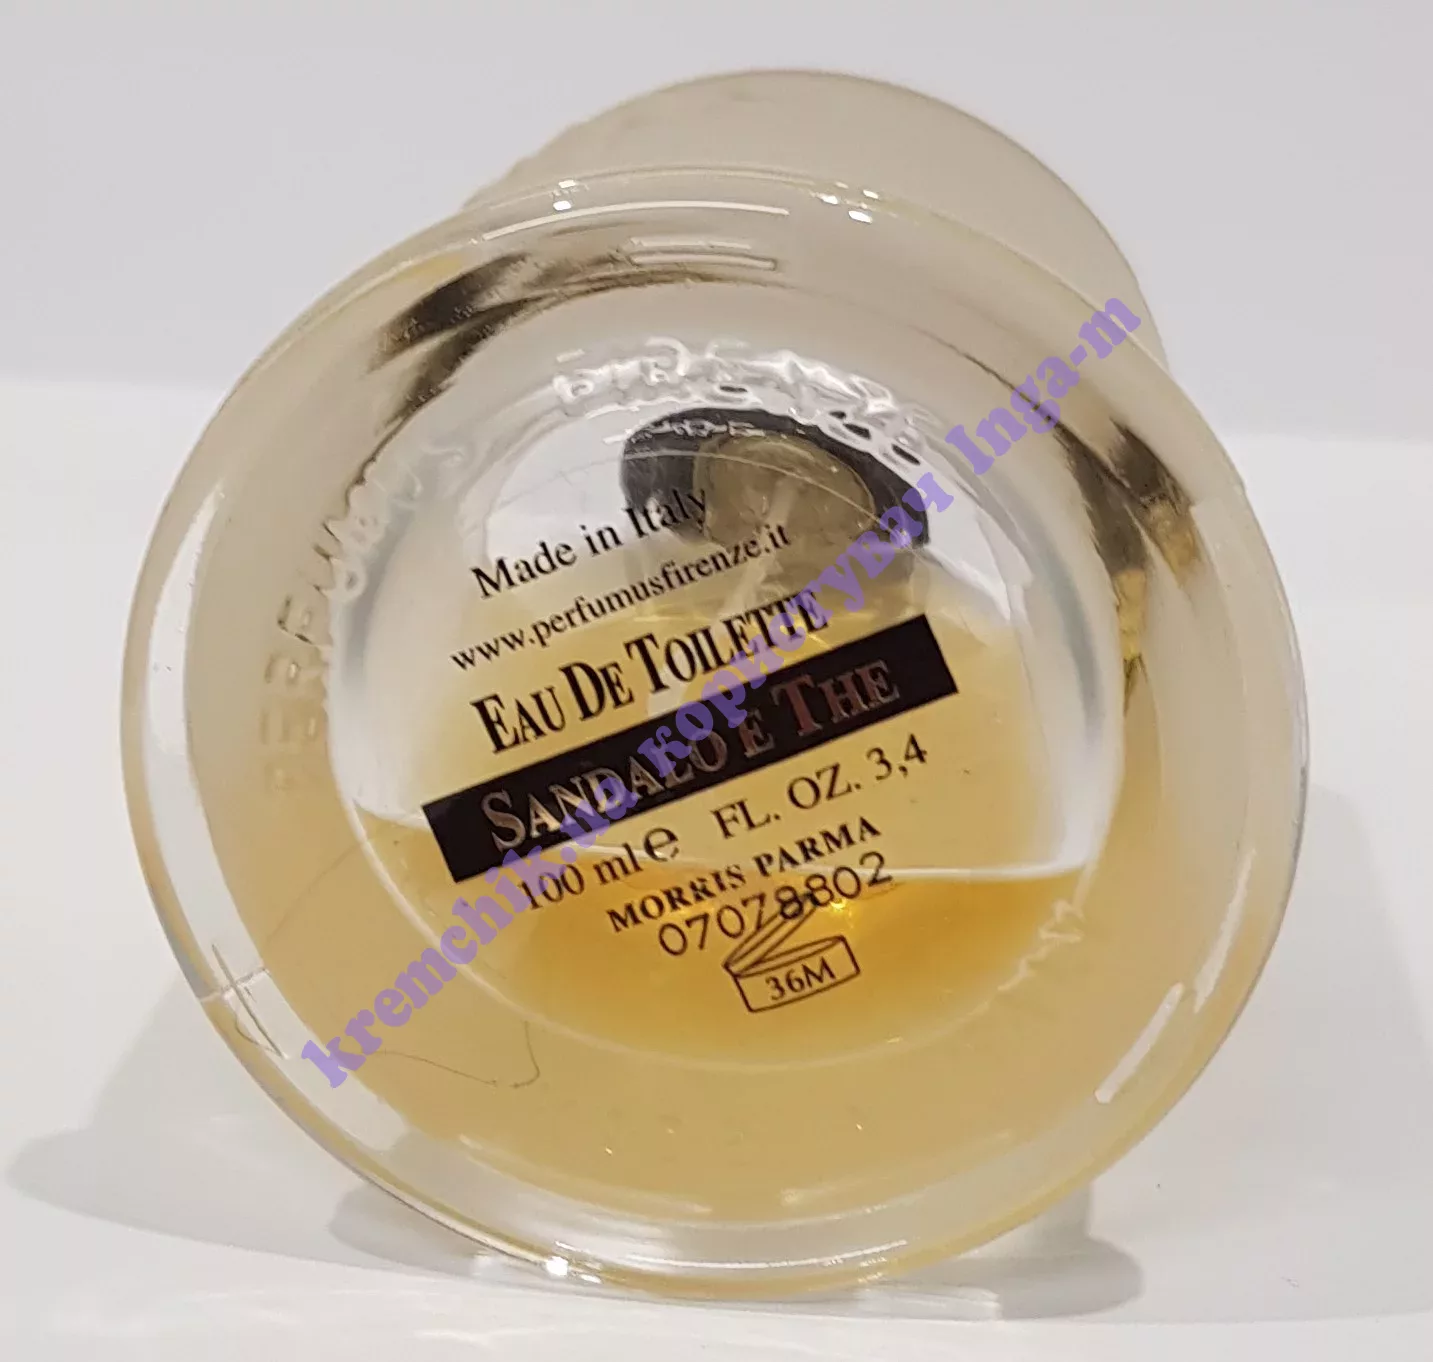 Made in Italy
www.perfumusfirenze.it
EAU DE TOILETTE
SANDALO E THE
100 ml e FL. OZ. 3,4
MORRIS PARMA
07078802
36M
kremchik.ua користувач Inga-m